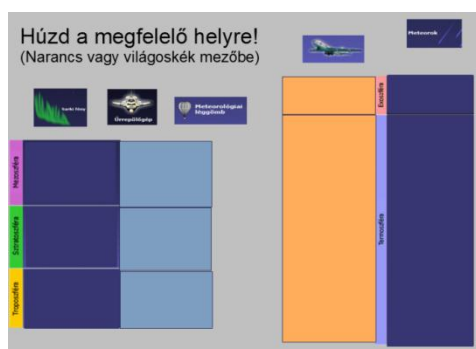 Húzd a megfelelő helyre!
(Narancs vagy világoskék mezőbe)
Meteorok
Sarki fény
Űrrepülőgép
Meteorológiai
léggömb
Exoszféra
Mezoszféra
Termoszféra
Sztratoszféra
Troposzféra